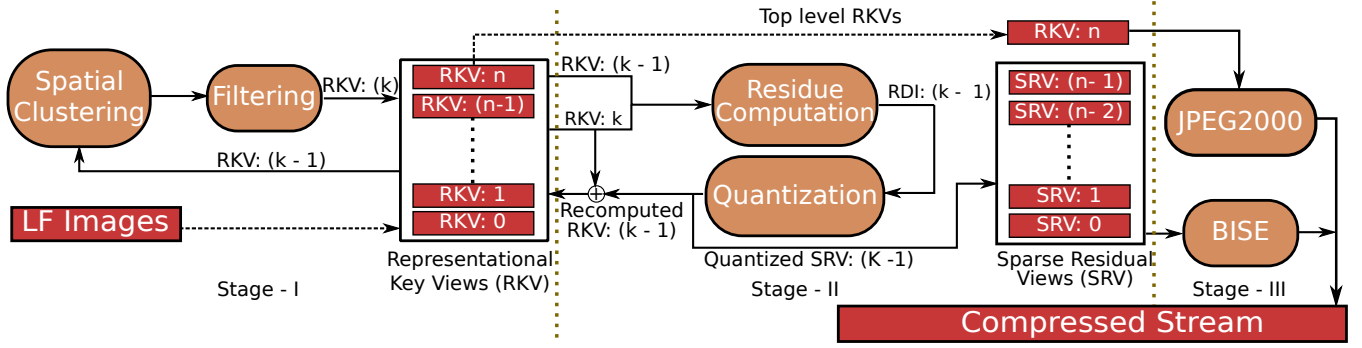 Top level RKVs
RKV: n
Spatial
Clustering
Filtering
RKV: (k)
RKV: n
RKV: (n-1)
RKV: 1
RKV: 0
RKV: (k - 1)
LF Images
Representational
Key Views (RKV)
Stage - I
RKV: (k - 1)
RKV: k
Residue
Computation
RDI: (k - 1)
Quantization
Recomputed
RKV: (k - 1)
Quantized SRV: (K -1)
Stage - II
SRV: (n- 1)
SRV: (n- 2)
SRV: 1
SRV: 0
Sparse Residual
Views (SRV)
JPEG2000
BISE
Stage - III
Compressed Stream